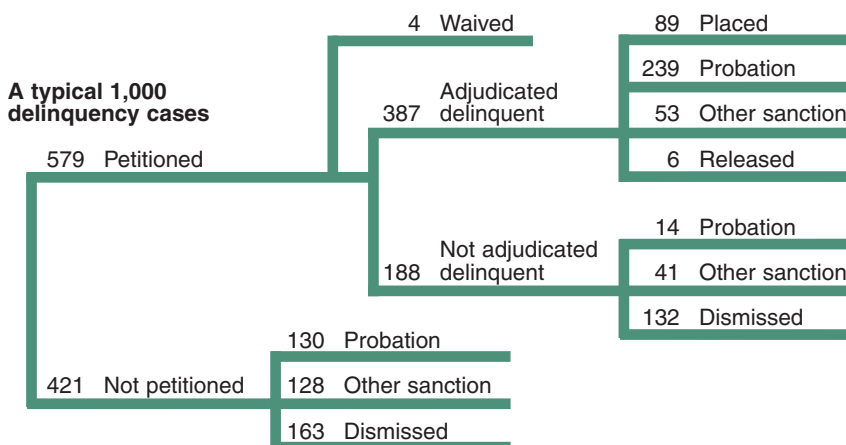 4 Waived
A typical 1,000
delinquency cases
579 Petitioned
387 Adjudicated
delinquent
89 Placed
239 Probation
53 Other sanction
6 Released
188 Not adjudicated
delinquent
14 Probation
41 Other sanction
132 Dismissed
421 Not petitioned
130 Probation
128 Other sanction
163 Dismissed